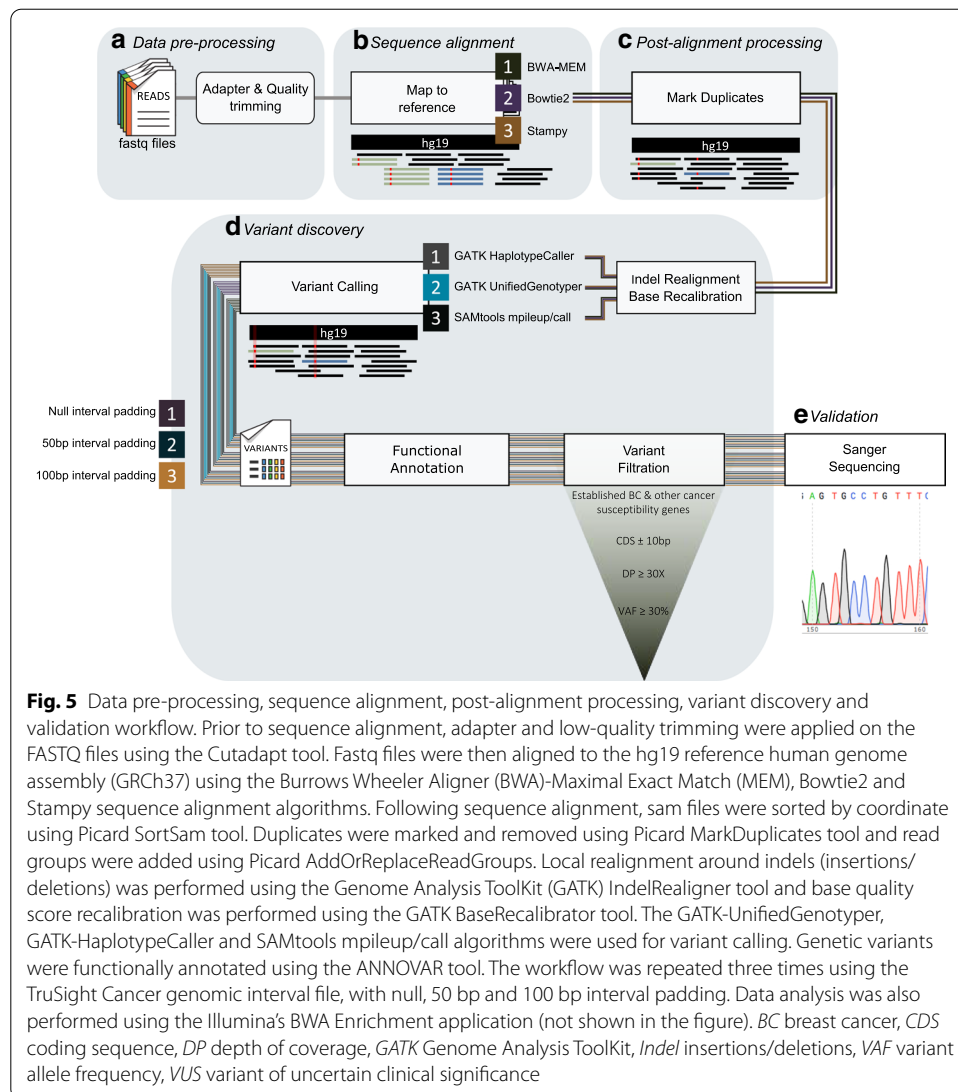 a Data pre-processing
READS
fastq files
Adapter & Quality
trimming
b Sequence alignment
Map to
reference
1 BWA-MEM
2 Bowtie2
3 Stampy
hg19
c Post-alignment processing
Mark Duplicates
hg19
d Variant discovery
Variant Calling
1 GATK HaplotypeCaller
2 GATK UnifiedGenotyper
3 SAMtools mpileup/call
Indel Realignment
Base Recalibration
hg19
Null interval padding 1
50bp interval padding 2
100bp interval padding 3
VARIANTS
Functional
Annotation
Variant
Filtration
Established BC & other cancer
susceptibility genes
CDS ± 10bp
DP ≥ 30X
VAF ≥ 30%
e Validation
Sanger
Sequencing
A G T G C C T G T T T
150 160
Fig. 5 Data pre-processing, sequence alignment, post-alignment processing, variant discovery and
validation workflow. Prior to sequence alignment, adapter and low-quality trimming were applied on the
FASTQ files using the Cutadapt tool. Fastq files were then aligned to the hg19 reference human genome
assembly (GRCh37) using the Burrows Wheeler Aligner (BWA)-Maximal Exact Match (MEM), Bowtie2 and
Stampy sequence alignment algorithms. Following sequence alignment, sam files were sorted by coordinate
using Picard SortSam tool. Duplicates were marked and removed using Picard MarkDuplicates tool and read
groups were added using Picard AddOrReplaceReadGroups. Local realignment around indels (insertions/
deletions) was performed using the Genome Analysis ToolKit (GATK) IndelRealigner tool and base quality
score recalibration was performed using the GATK BaseRecalibrator tool. The GATK-UnifiedGenotyper,
GATK-HaplotypeCaller and SAMtools mpileup/call algorithms were used for variant calling. Genetic variants
were functionally annotated using the ANNOVAR tool. The workflow was repeated three times using the
TruSight Cancer genomic interval file, with null, 50 bp and 100 bp interval padding. Data analysis was also
performed using the Illumina's BWA Enrichment application (not shown in the figure). BC breast cancer, CDS
coding sequence, DP depth of coverage, GATK Genome Analysis ToolKit, Indel insertions/deletions, VAF variant
allele frequency, VUS variant of uncertain clinical significance